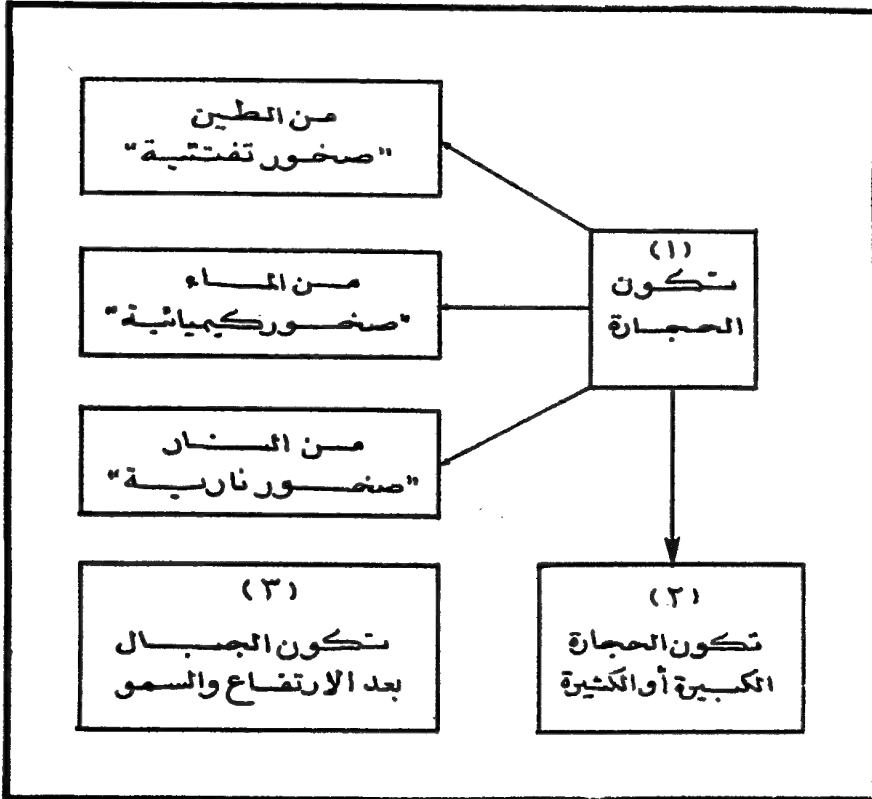 (١)
تكون
الحجارة
من الطين
"صخور تفتتية"
من الماء
"صخور كيميائية"
من النار
"صخور نارية"
(٢)
تكون الحجارة
الكبيرة أو الكثيرة
(٣)
تكون الجبال
بعد الارتفاع والسمو